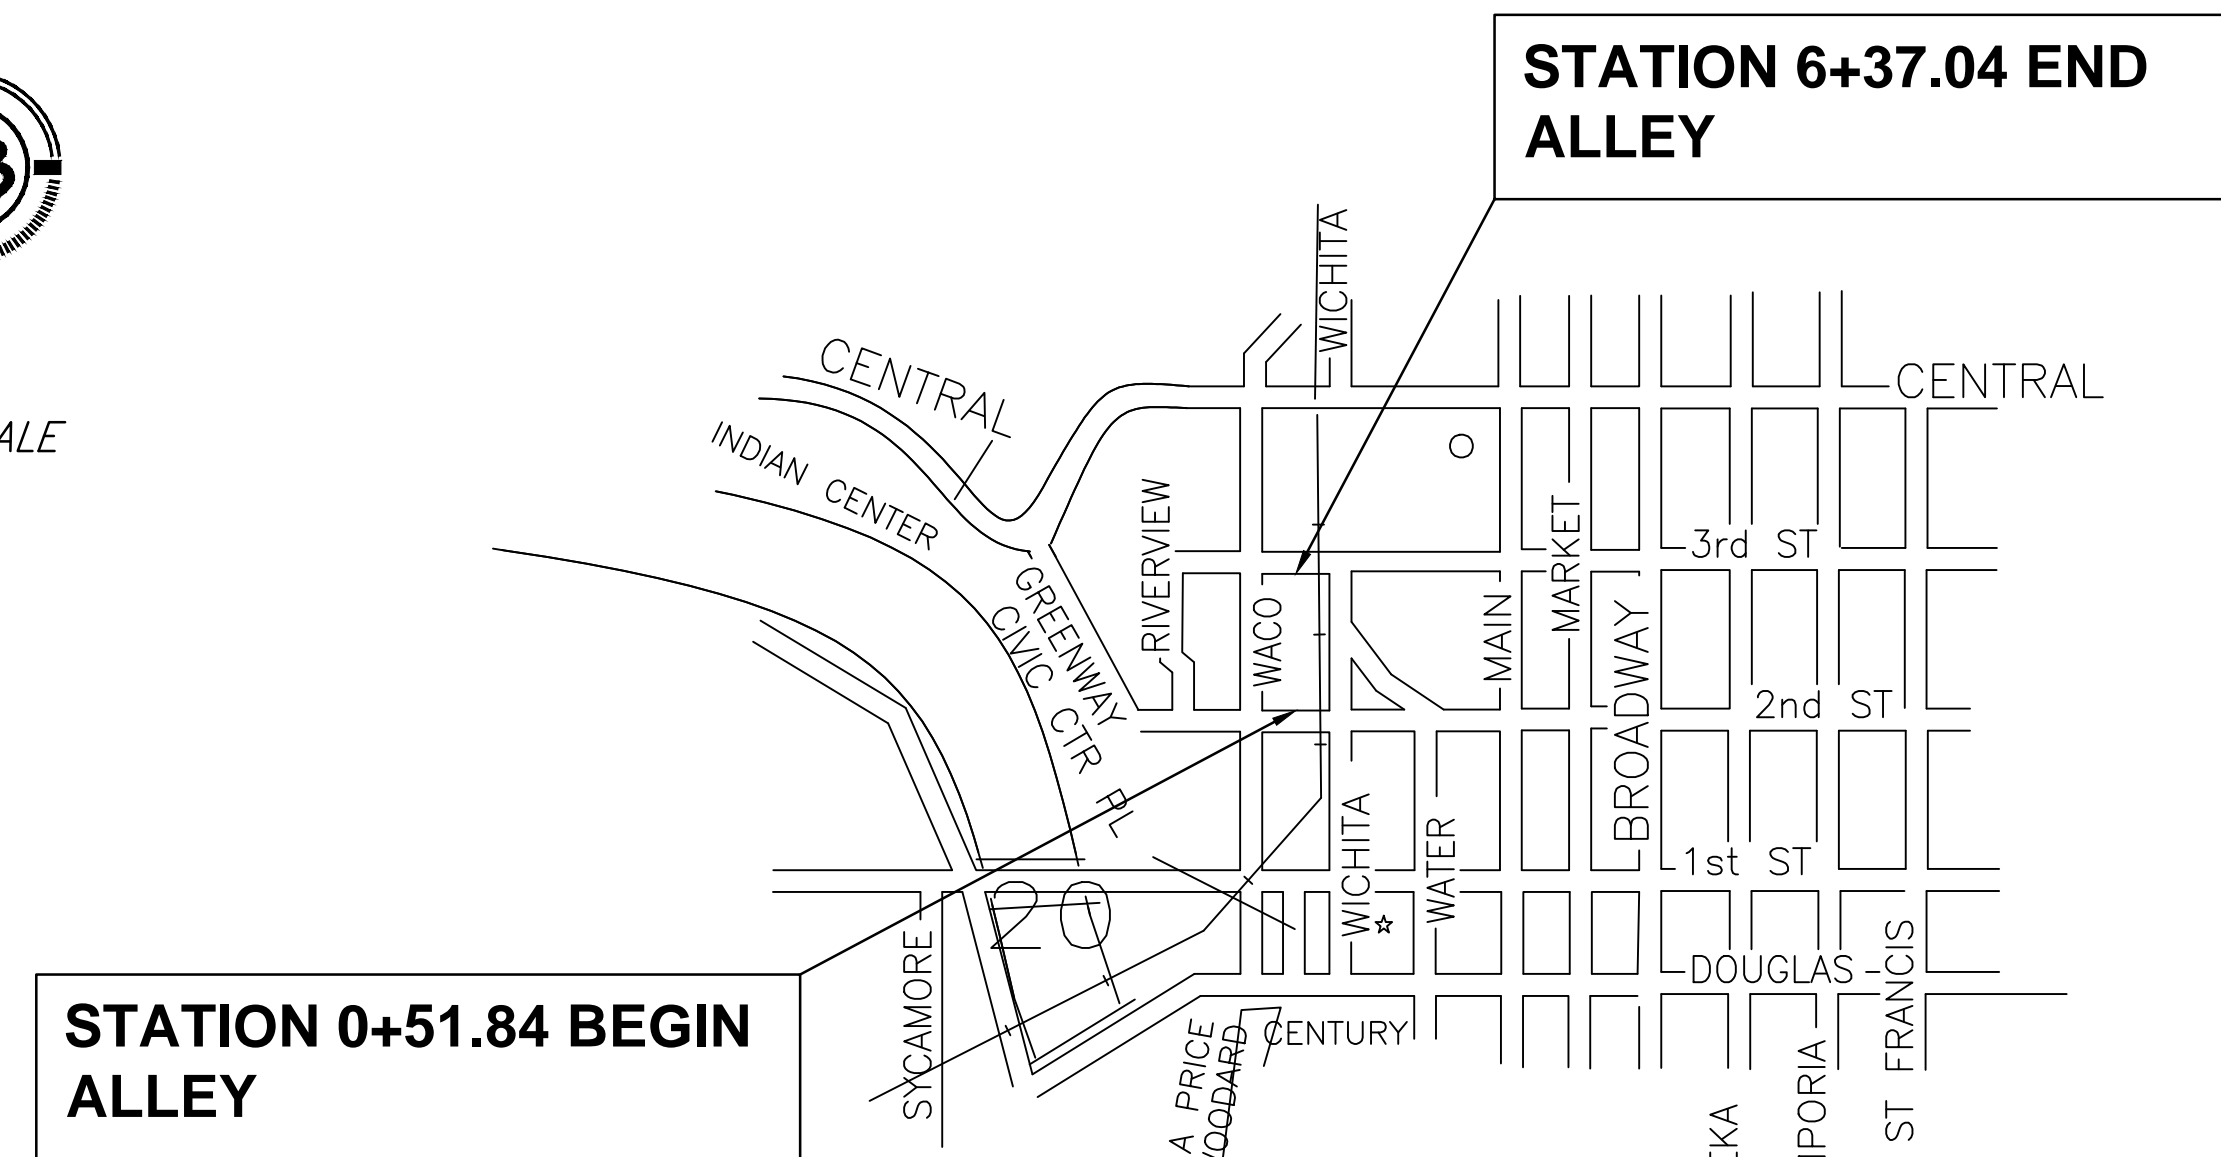 STATION 6+37.04 END
ALLEY
WICHITA
CENTRAL
CENTRAL
INDIAN CENTER
RIVERVIEW
MARKET
3rd ST
GREENWAY
CIVIC CTR PL
WACO
MAIN
BROADWAY
2nd ST
WICHITA
WATER
1st ST
20
SYCAMORE
DOUGLAS
ST FRANCIS
STATION 0+51.84 BEGIN
ALLEY
CENTURY
A PRICE